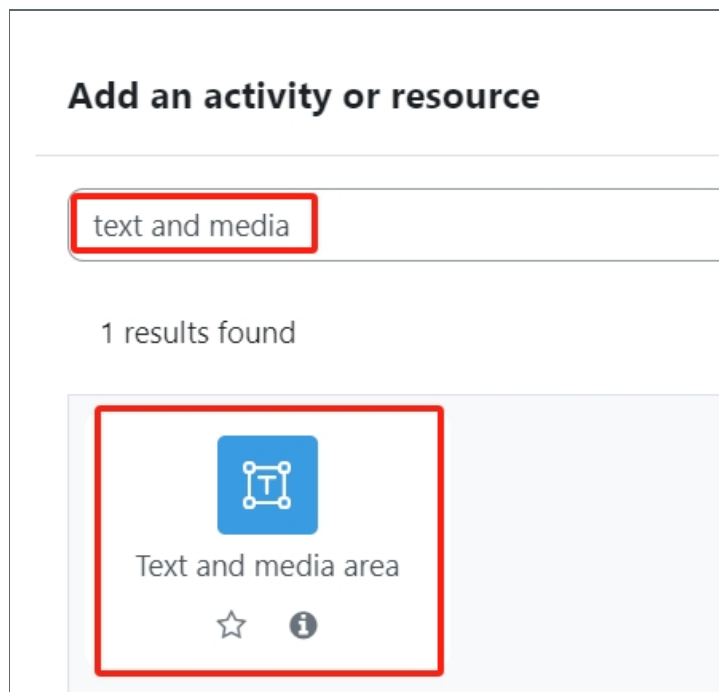 Add an activity or resource
text and media
1 results found
T
Text and media area